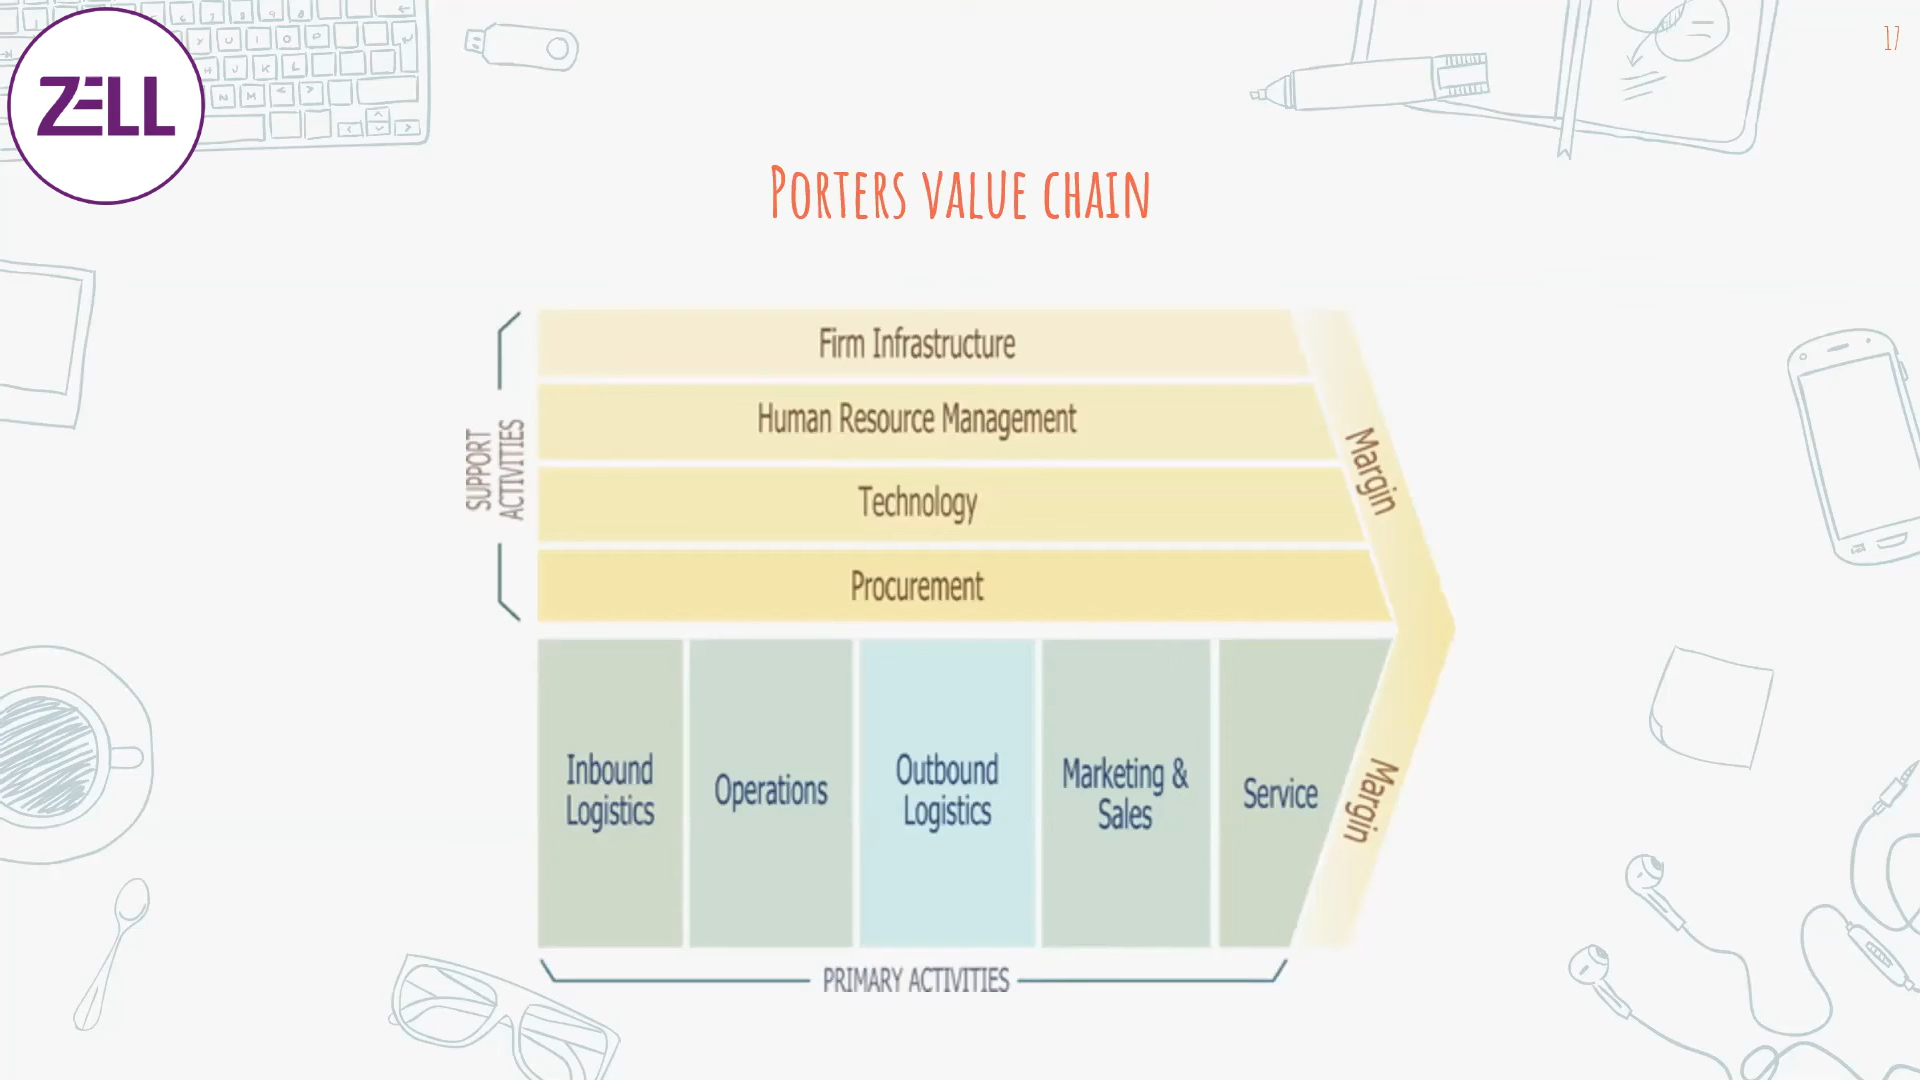 ZELL
17
PORTERS VALUE CHAIN
SUPPORT
ACTIVITIES
Firm Infrastructure
Human Resource Management
Technology
Procurement
Margin
Inbound
Logistics
Operations
Outbound
Logistics
Marketing &
Sales
Service
Margin
PRIMARY ACTIVITIES